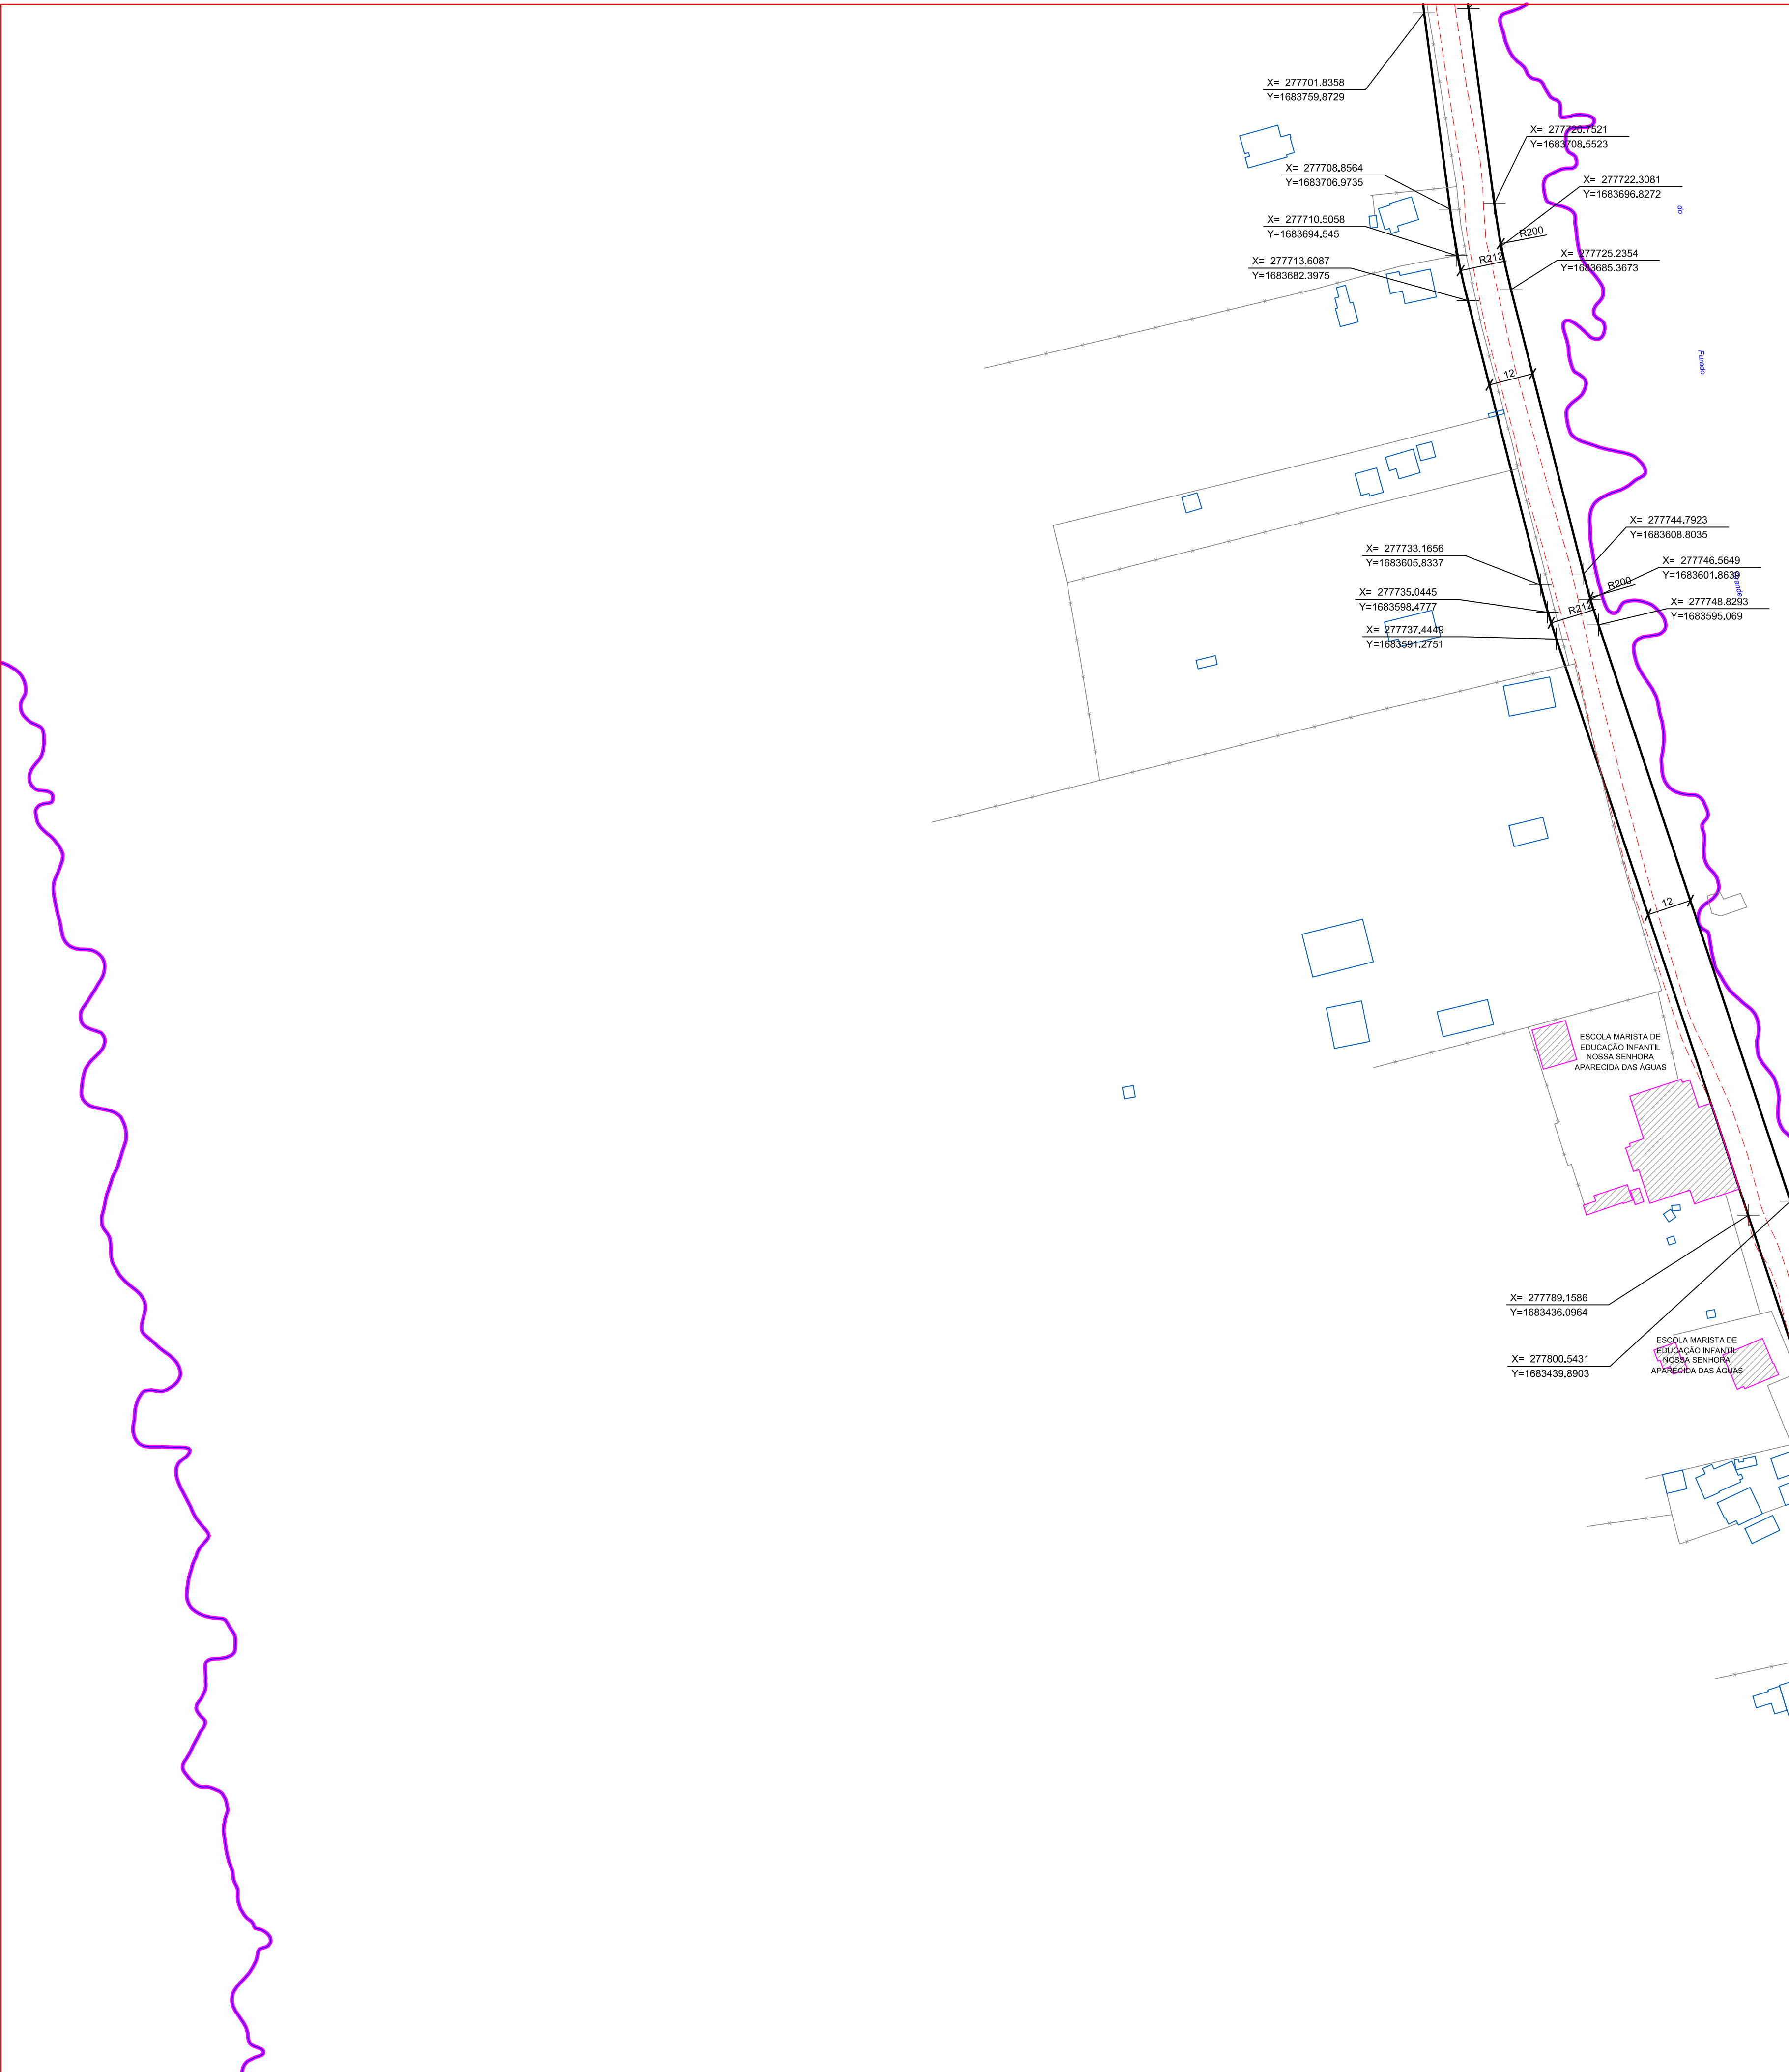 X= 277701.8358
Y=1683759.8729
X= 277720.7521
Y=1683708.5523
X= 277708.8564
Y=1683706.9735
X= 277722.3081
Y=1683696.8272
do
X= 277710.5058
Y=1683694.545
R200
X= 277713.6087
Y=1683682.3975
R212
X= 277725.2354
Y=1683685.3673
Furado
12
X= 277744.7923
Y=1683608.8035
X= 277733.1656
Y=1683605.8337
X= 277746.5649
Y=1683601.8639
R200
Grande
X= 277735.0445
Y=1683598.4777
R212
X= 277748.8293
Y=1683595.069
X= 277737.4449
Y=1683591.2751
12
ESCOLA MARISTA DE
EDUCAÇÃO INFANTIL
NOSSA SENHORA
APARECIDA DAS ÁGUAS
X= 277789.1586
Y=1683436.0964
ESCOLA MARISTA DE
EDUCAÇÃO INFANTIL
NOSSA SENHORA
APARECIDA DAS ÁGUAS
X= 277800.5431
Y=1683439.8903